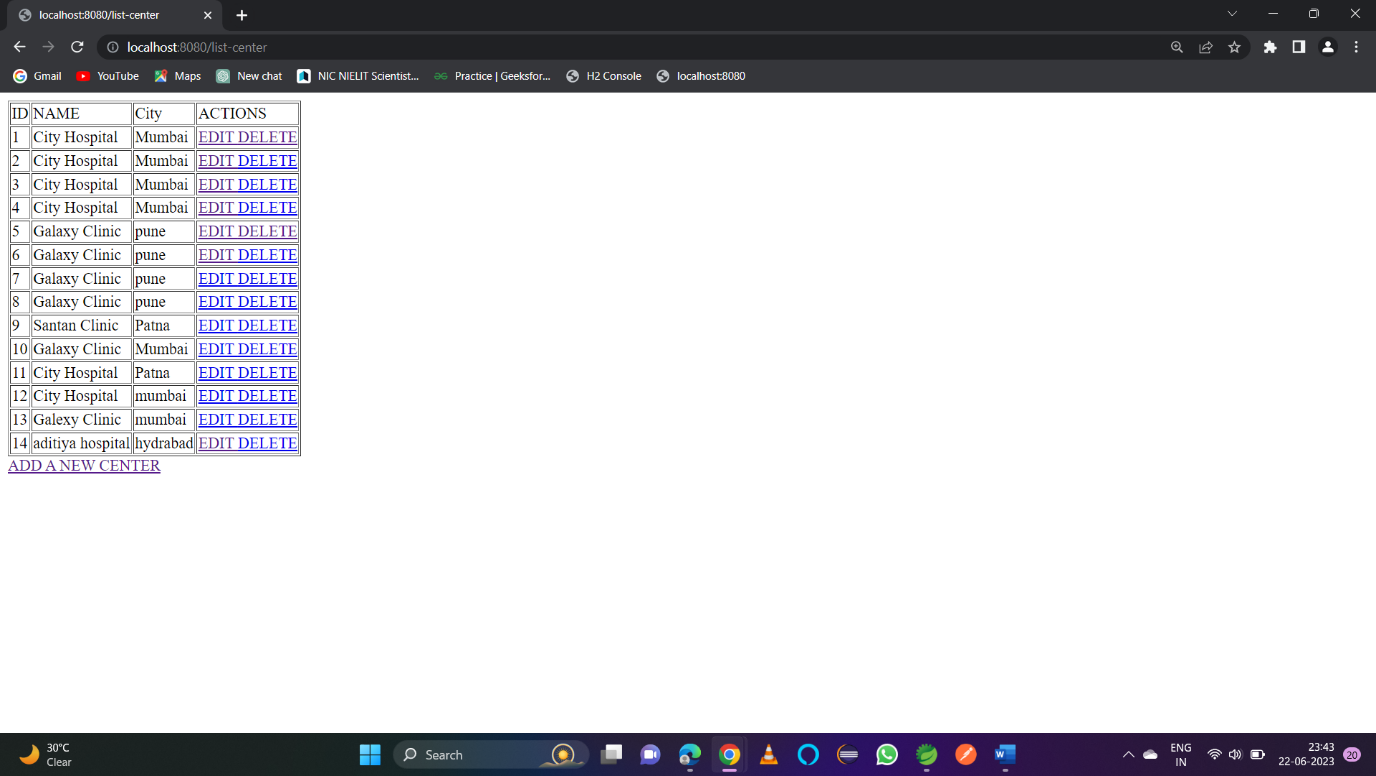 localhost:8080/list-center
localhost:8080/list-center
Gmail YouTube Maps New chat NIC NIELIT Scientist... Practice | Geeksfor... H2 Console localhost:8080
ID NAME City ACTIONS
1 City Hospital Mumbai EDIT DELETE
2 City Hospital Mumbai EDIT DELETE
3 City Hospital Mumbai EDIT DELETE
4 City Hospital Mumbai EDIT DELETE
5 Galaxy Clinic pune EDIT DELETE
6 Galaxy Clinic pune EDIT DELETE
7 Galaxy Clinic pune EDIT DELETE
8 Galaxy Clinic pune EDIT DELETE
9 Santan Clinic Patna EDIT DELETE
10 Galaxy Clinic Mumbai EDIT DELETE
11 City Hospital Patna EDIT DELETE
12 City Hospital mumbai EDIT DELETE
13 Galexy Clinic mumbai EDIT DELETE
14 aditiya hospital hydrabad EDIT DELETE
ADD A NEW CENTER
30°C Search ENG 23:43
Clear IN 22-06-2023 20